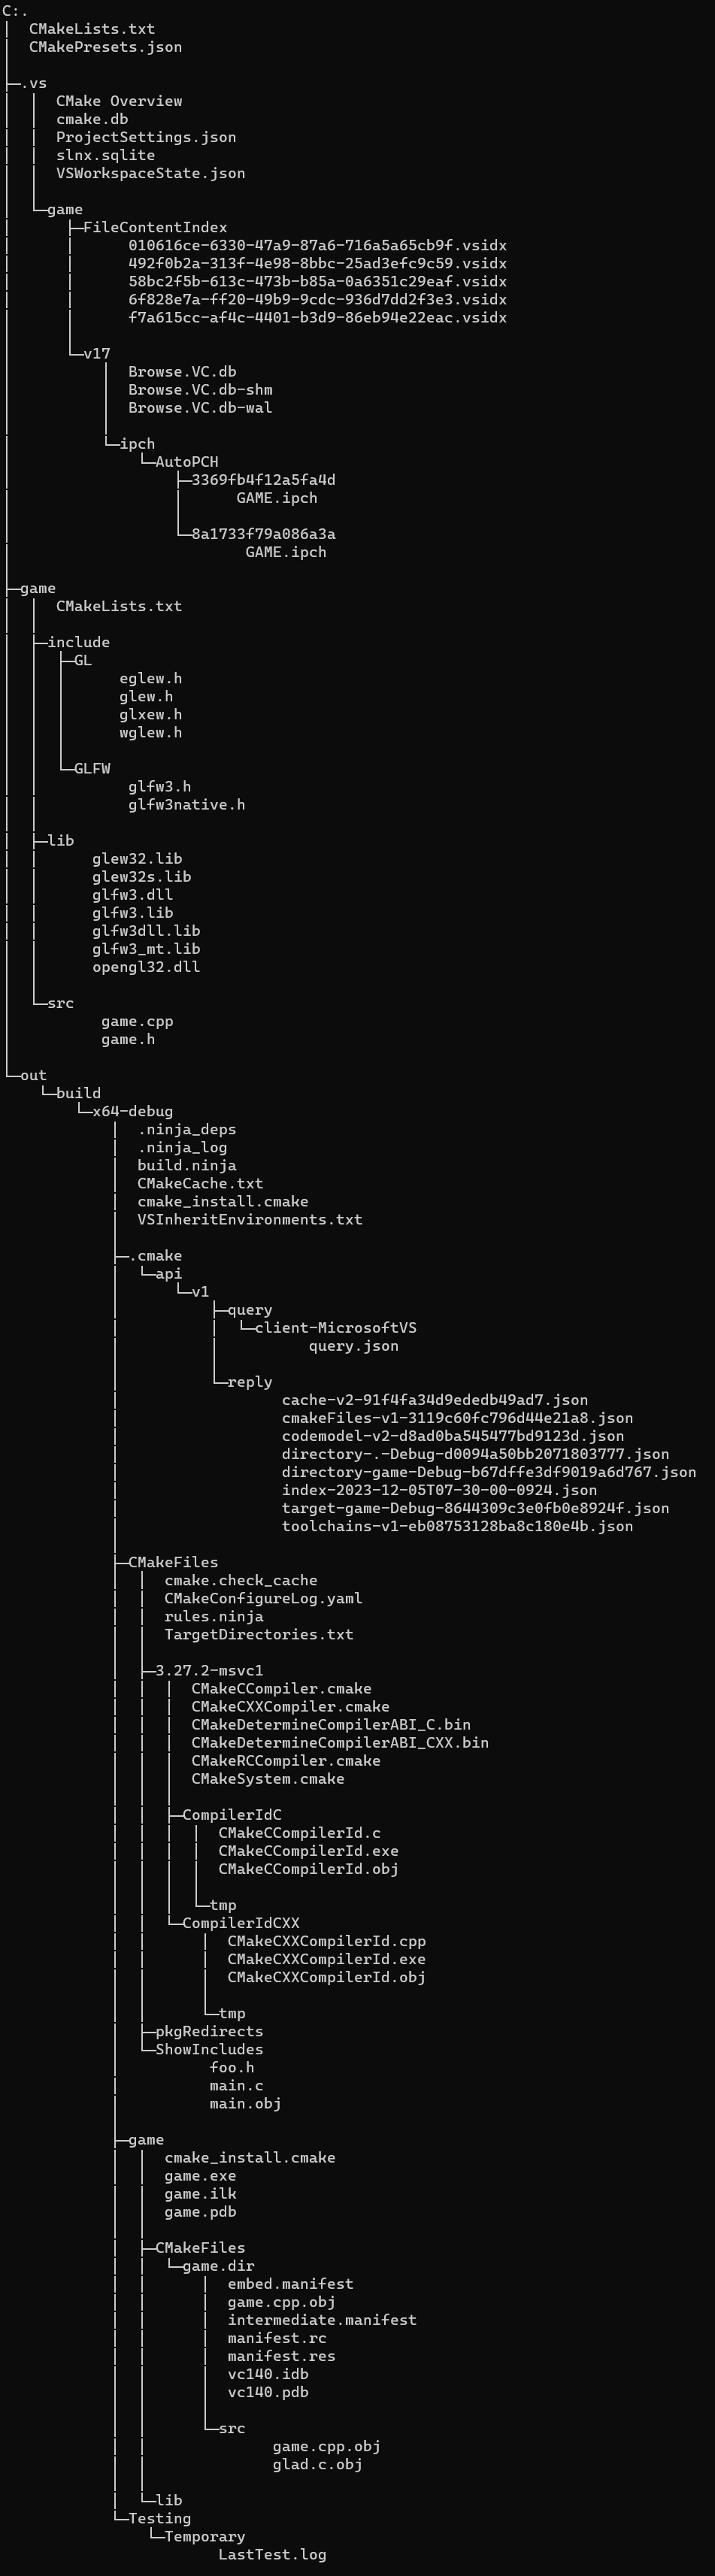 C:.
│  CMakeLists.txt
│  CMakePresets.json
│
├─.vs
│  │  CMake Overview
│  │  cmake.db
│  │  ProjectSettings.json
│  │  slnx.sqlite
│  │  VSWorkspaceState.json
│  │
│  └─game
│      ├─FileContentIndex
│      │      010616ce-6330-47a9-87a6-716a5a65cb9f.vsidx
│      │      492f0b2a-313f-4e98-8bbc-25ad3efc9c59.vsidx
│      │      58bc2f5b-613c-473b-b85a-0a6351c29eaf.vsidx
│      │      6f828e7a-ff20-49b9-9cdc-936d7dd2f3e3.vsidx
│      │      f7a615cc-af4c-4401-b3d9-86eb94e22eac.vsidx
│      │
│      └─v17
│          │  Browse.VC.db
│          │  Browse.VC.db-shm
│          │  Browse.VC.db-wal
│          │
│          └─ipch
│              └─AutoPCH
│                  ├─3369fb4f12a5fa4d
│                  │      GAME.ipch
│                  │
│                  └─8a1733f79a086a3a
│                          GAME.ipch
│
├─game
│  │  CMakeLists.txt
│  │
│  ├─include
│  │  ├─GL
│  │  │      eglew.h
│  │  │      glew.h
│  │  │      glxew.h
│  │  │      wglew.h
│  │  │
│  │  └─GLFW
│  │          glfw3.h
│  │          glfw3native.h
│  │
│  ├─lib
│  │      glew32.lib
│  │      glew32s.lib
│  │      glfw3.dll
│  │      glfw3.lib
│  │      glfw3dll.lib
│  │      glfw3_mt.lib
│  │      opengl32.dll
│  │
│  └─src
│          game.cpp
│          game.h
│
└─out
    └─build
        └─x64-debug
            │  .ninja_deps
            │  .ninja_log
            │  build.ninja
            │  CMakeCache.txt
            │  cmake_install.cmake
            │  VSInheritEnvironments.txt
            │
            ├─.cmake
            │  └─api
            │      └─v1
            │          ├─query
            │          │  └─client-MicrosoftVS
            │          │          query.json
            │          │
            │          └─reply
            │                  cache-v2-91f4fa34d9ededb49ad7.json
            │                  cmakeFiles-v1-3119c60fc796d44e21a8.json
            │                  codemodel-v2-d8ad0ba545477bd9123d.json
            │                  directory-.-Debug-d0094a50bb2071803777.json
            │                  directory-game-Debug-b67dffe3df9019a6d767.json
            │                  index-2023-12-05T07-30-00-0924.json
            │                  target-game-Debug-8644309c3e0fb0e8924f.json
            │                  toolchains-v1-eb08753128ba8c180e4b.json
            │
            ├─CMakeFiles
            │  │  cmake.check_cache
            │  │  CMakeConfigureLog.yaml
            │  │  rules.ninja
            │  │  TargetDirectories.txt
            │  │
            │  ├─3.27.2-msvc1
            │  │  │  CMakeCCompiler.cmake
            │  │  │  CMakeCXXCompiler.cmake
            │  │  │  CMakeDetermineCompilerABI_C.bin
            │  │  │  CMakeDetermineCompilerABI_CXX.bin
            │  │  │  CMakeRCCompiler.cmake
            │  │  │  CMakeSystem.cmake
            │  │  │
            │  │  ├─CompilerIdC
            │  │  │  │  CMakeCCompilerId.c
            │  │  │  │  CMakeCCompilerId.exe
            │  │  │  │  CMakeCCompilerId.obj
            │  │  │  │
            │  │  │  └─tmp
            │  │  └─CompilerIdCXX
            │  │      │  CMakeCXXCompilerId.cpp
            │  │      │  CMakeCXXCompilerId.exe
            │  │      │  CMakeCXXCompilerId.obj
            │  │      │
            │  │      └─tmp
            │  ├─pkgRedirects
            │  └─ShowIncludes
            │          foo.h
            │          main.c
            │          main.obj
            │
            ├─game
            │  │  cmake_install.cmake
            │  │  game.exe
            │  │  game.ilk
            │  │  game.pdb
            │  │
            │  ├─CMakeFiles
            │  │  └─game.dir
            │  │      │  embed.manifest
            │  │      │  game.cpp.obj
            │  │      │  intermediate.manifest
            │  │      │  manifest.rc
            │  │      │  manifest.res
            │  │      │  vc140.idb
            │  │      │  vc140.pdb
            │  │      │
            │  │      └─src
            │  │              game.cpp.obj
            │  │              glad.c.obj
            │  │
            │  └─lib
            └─Testing
                └─Temporary
                        LastTest.log